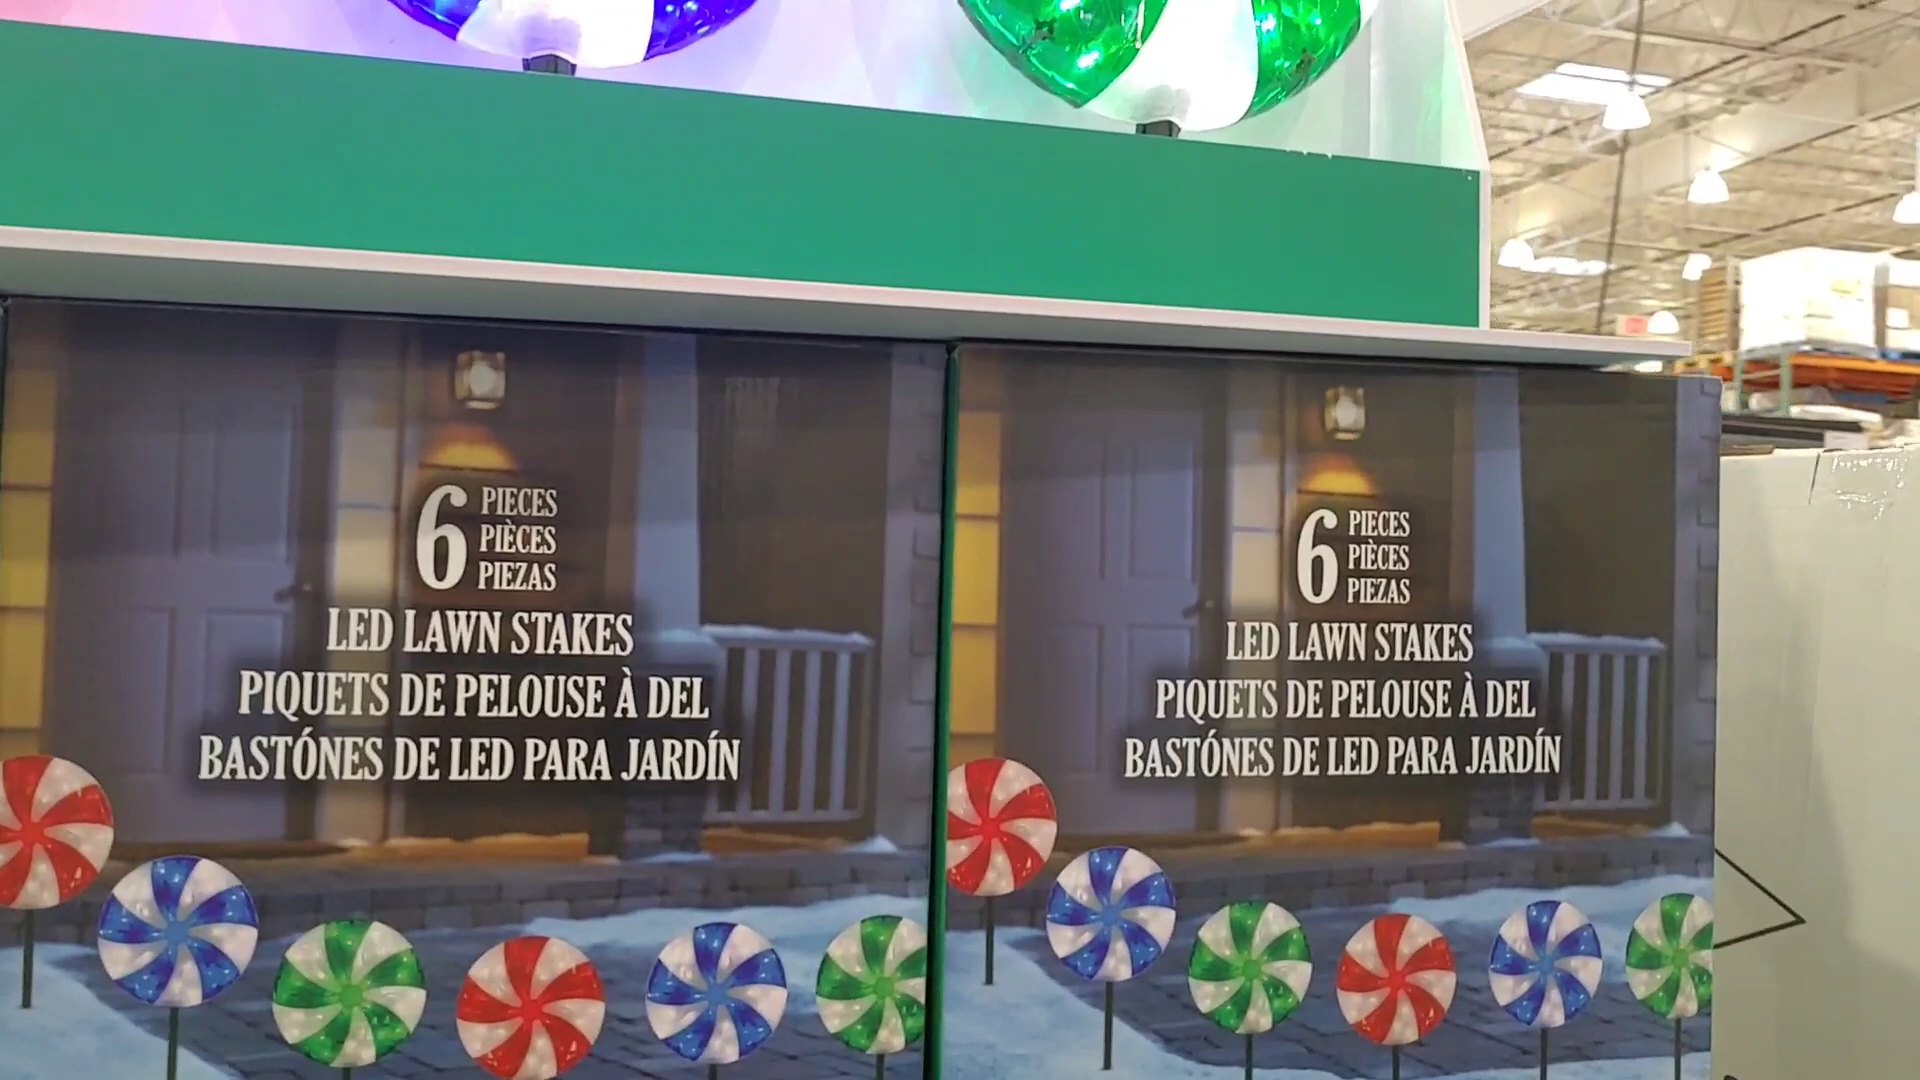 6 PIECES
PIÈCES
PIEZAS
LED LAWN STAKES
PIQUETS DE PELOUSE À DEL
BASTÓNES DE LED PARA JARDÍN
6 PIECES
PIÈCES
PIEZAS
LED LAWN STAKES
PIQUETS DE PELOUSE À DEL
BASTÓNES DE LED PARA JARDÍN